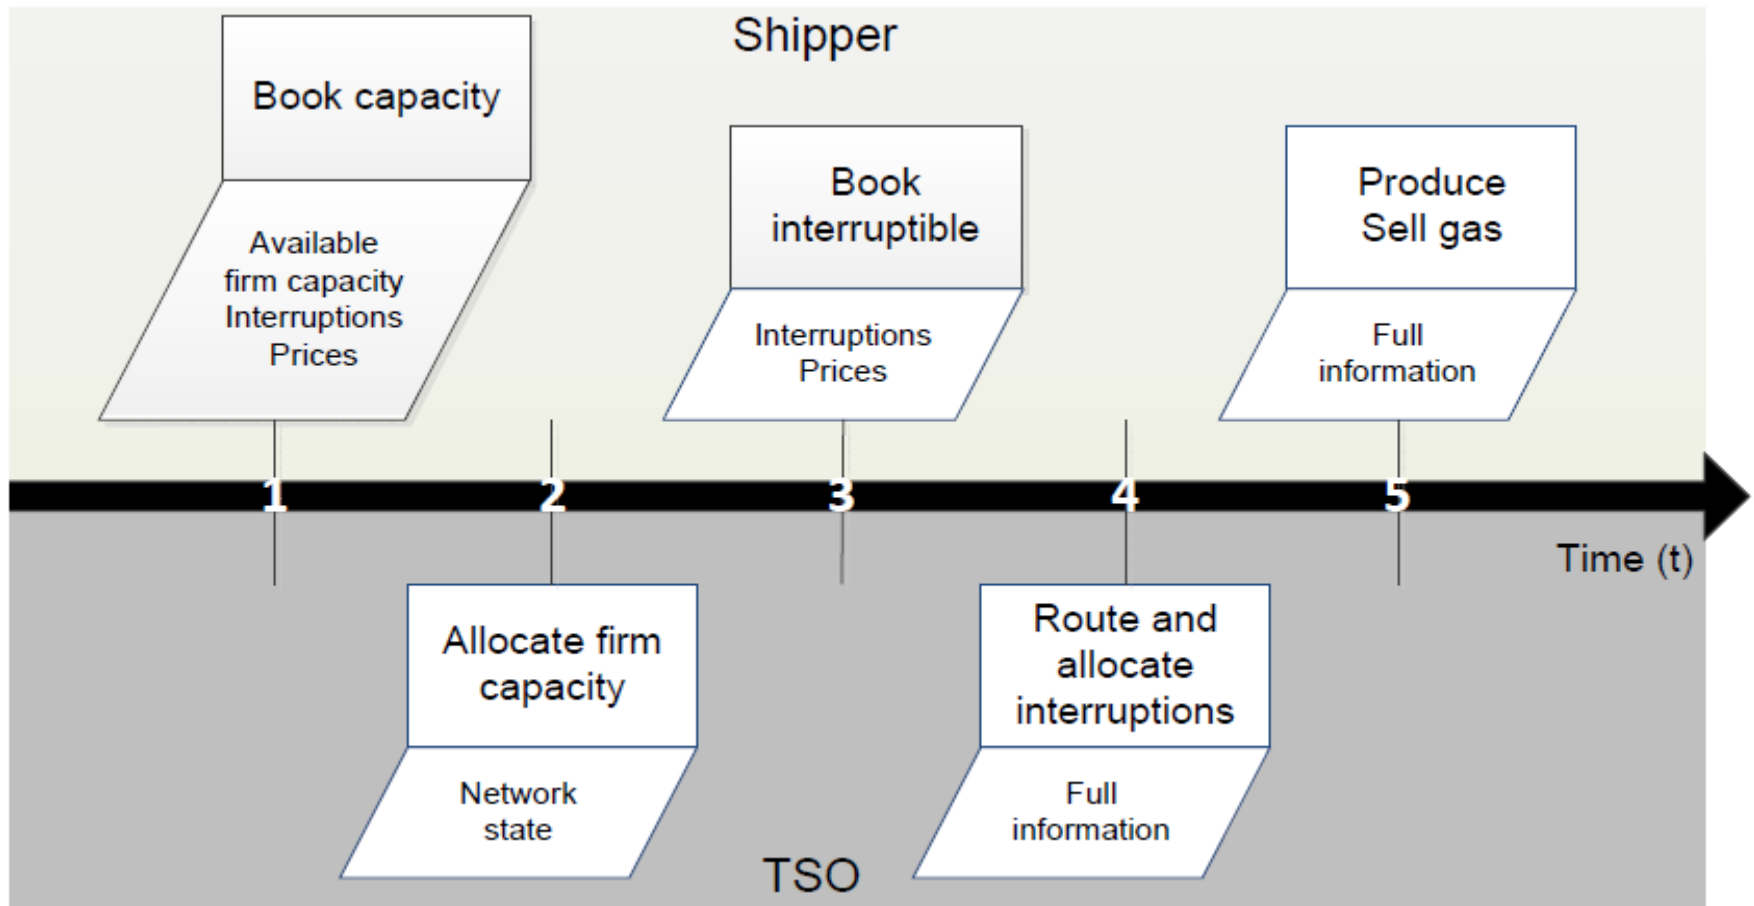 Shipper
Book capacity
Available
firm capacity
Interruptions
Prices
Book
interruptible
Interruptions
Prices
Produce
Sell gas
Full
information
1
2
3
4
5
Time (t)
Allocate firm
capacity
Network
state
Route and
allocate
interruptions
Full
information
TSO